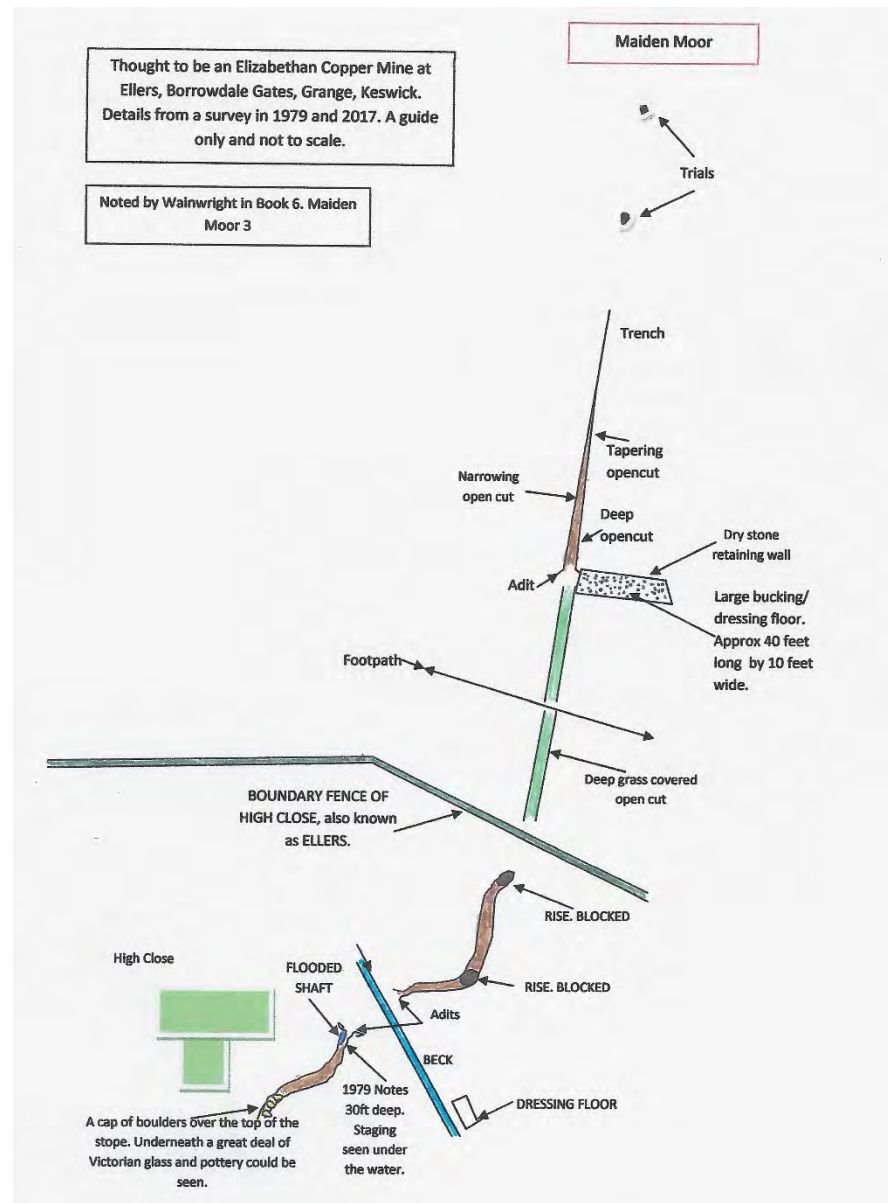 Maiden Moor
Thought to be an Elizabethan Copper Mine at
Ellers, Borrowdale Gates, Grange, Keswick.
Details from a survey in 1979 and 2017. A guide
only and not to scale.
Noted by Wainwright in Book 6. Maiden
Moor 3
Trials
Trench
Tapering
opencut
Narrowing
open cut
Deep
opencut
Dry stone
retaining wall
Adit
Large bucking/
dressing floor.
Approx 40 feet
long by 10 feet
wide.
Footpath
Deep grass covered
open cut
BOUNDARY FENCE OF
HIGH CLOSE, also known
as ELLERS.
RISE. BLOCKED
High Close
FLOODED
SHAFT
RISE. BLOCKED
Adits
BECK
1979 Notes
30ft deep.
Staging
seen under
the water.
DRESSING FLOOR
A cap of boulders over the top of the
stope. Underneath a great deal of
Victorian glass and pottery could be
seen.